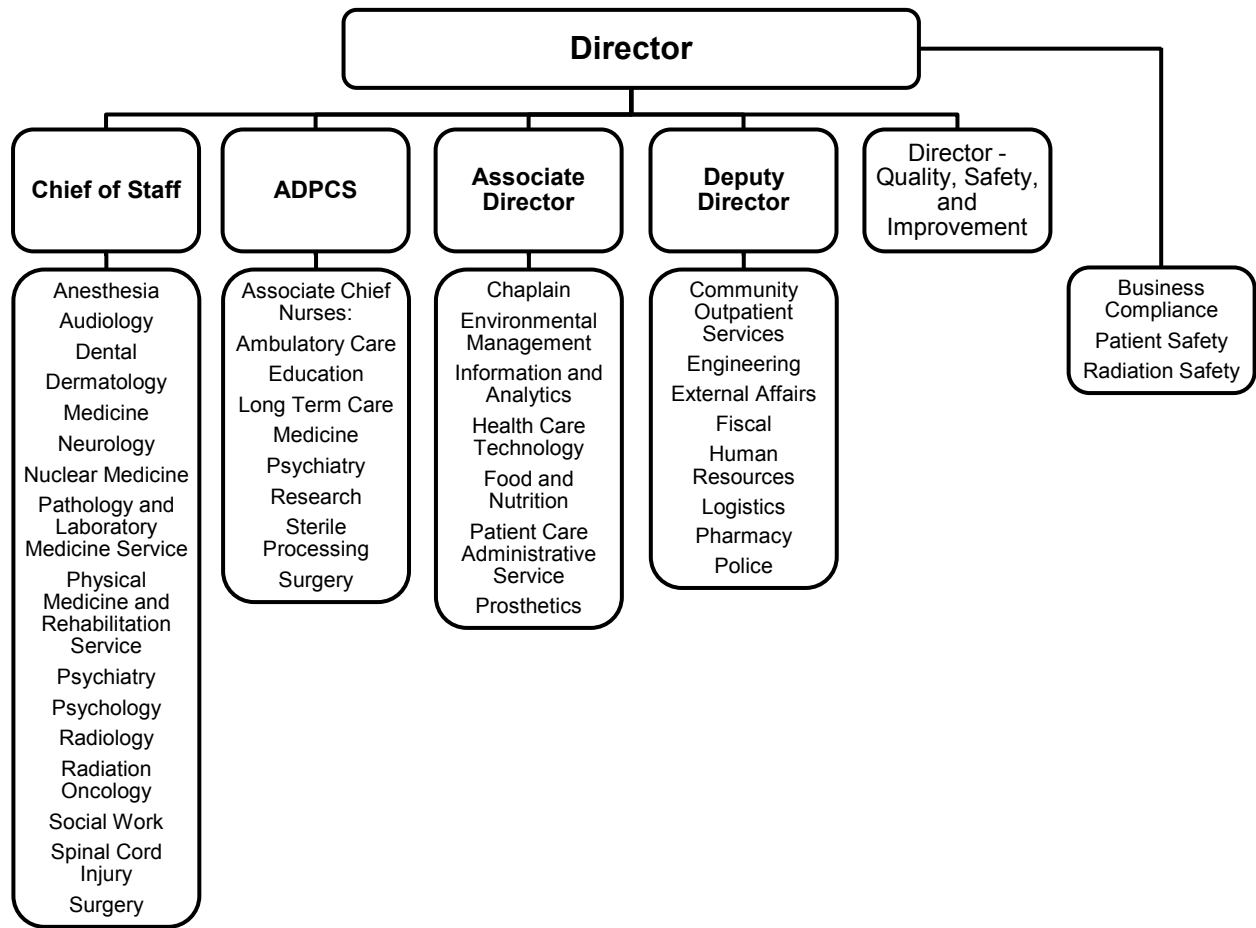 Director
Chief of Staff
ADPCS
Associate
Director
Deputy
Director
Director -
Quality, Safety,
and
Improvement
Anesthesia
Audiology
Dental
Dermatology
Medicine
Neurology
Nuclear Medicine
Pathology and
Laboratory
Medicine Service
Physical
Medicine and
Rehabilitation
Service
Psychiatry
Psychology
Radiology
Radiation
Oncology
Social Work
Spinal Cord
Injury
Surgery
Associate Chief
Nurses:
Ambulatory Care
Education
Long Term Care
Medicine
Psychiatry
Research
Sterile
Processing
Surgery
Chaplain
Environmental
Management
Information and
Analytics
Health Care
Technology
Food and
Nutrition
Patient Care
Administrative
Service
Prosthetics
Community
Outpatient
Services
Engineering
External Affairs
Fiscal
Human
Resources
Logistics
Pharmacy
Police
Business
Compliance
Patient Safety
Radiation Safety